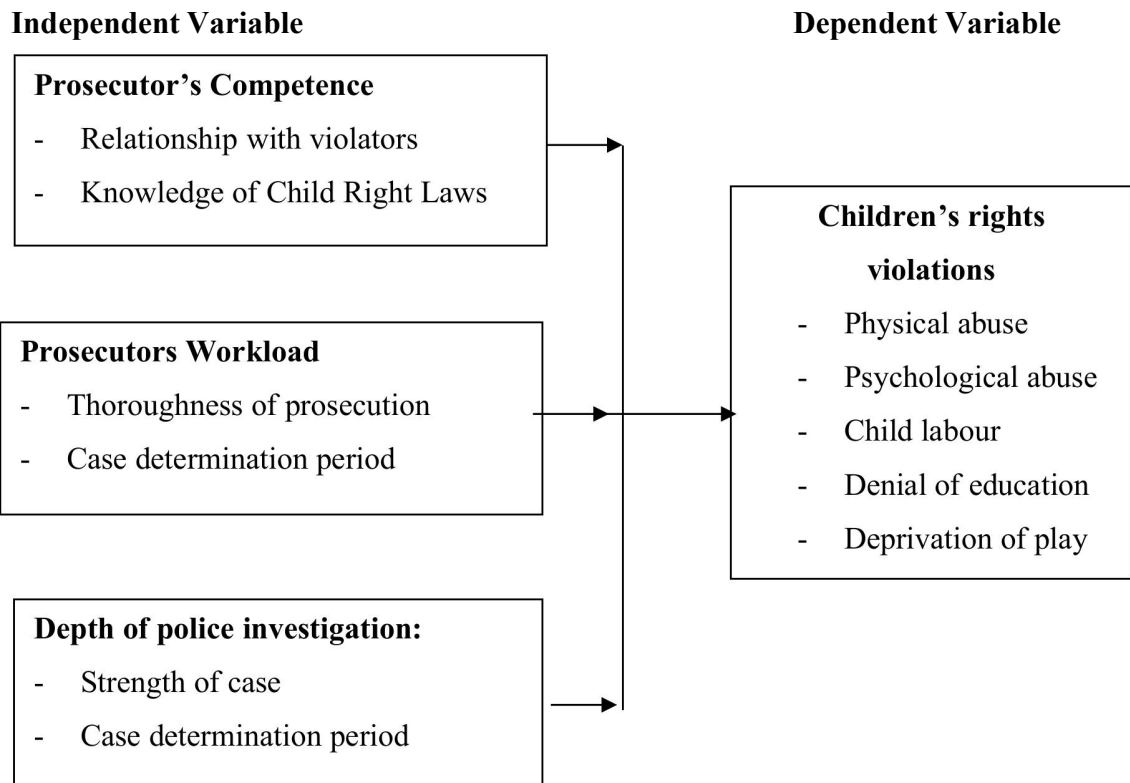 Independent Variable
Dependent Variable
Prosecutor’s Competence
- Relationship with violators
- Knowledge of Child Right Laws
Prosecutors Workload
- Thoroughness of prosecution
- Case determination period
Depth of police investigation:
- Strength of case
- Case determination period
Children’s rights
violations
- Physical abuse
- Psychological abuse
- Child labour
- Denial of education
- Deprivation of play